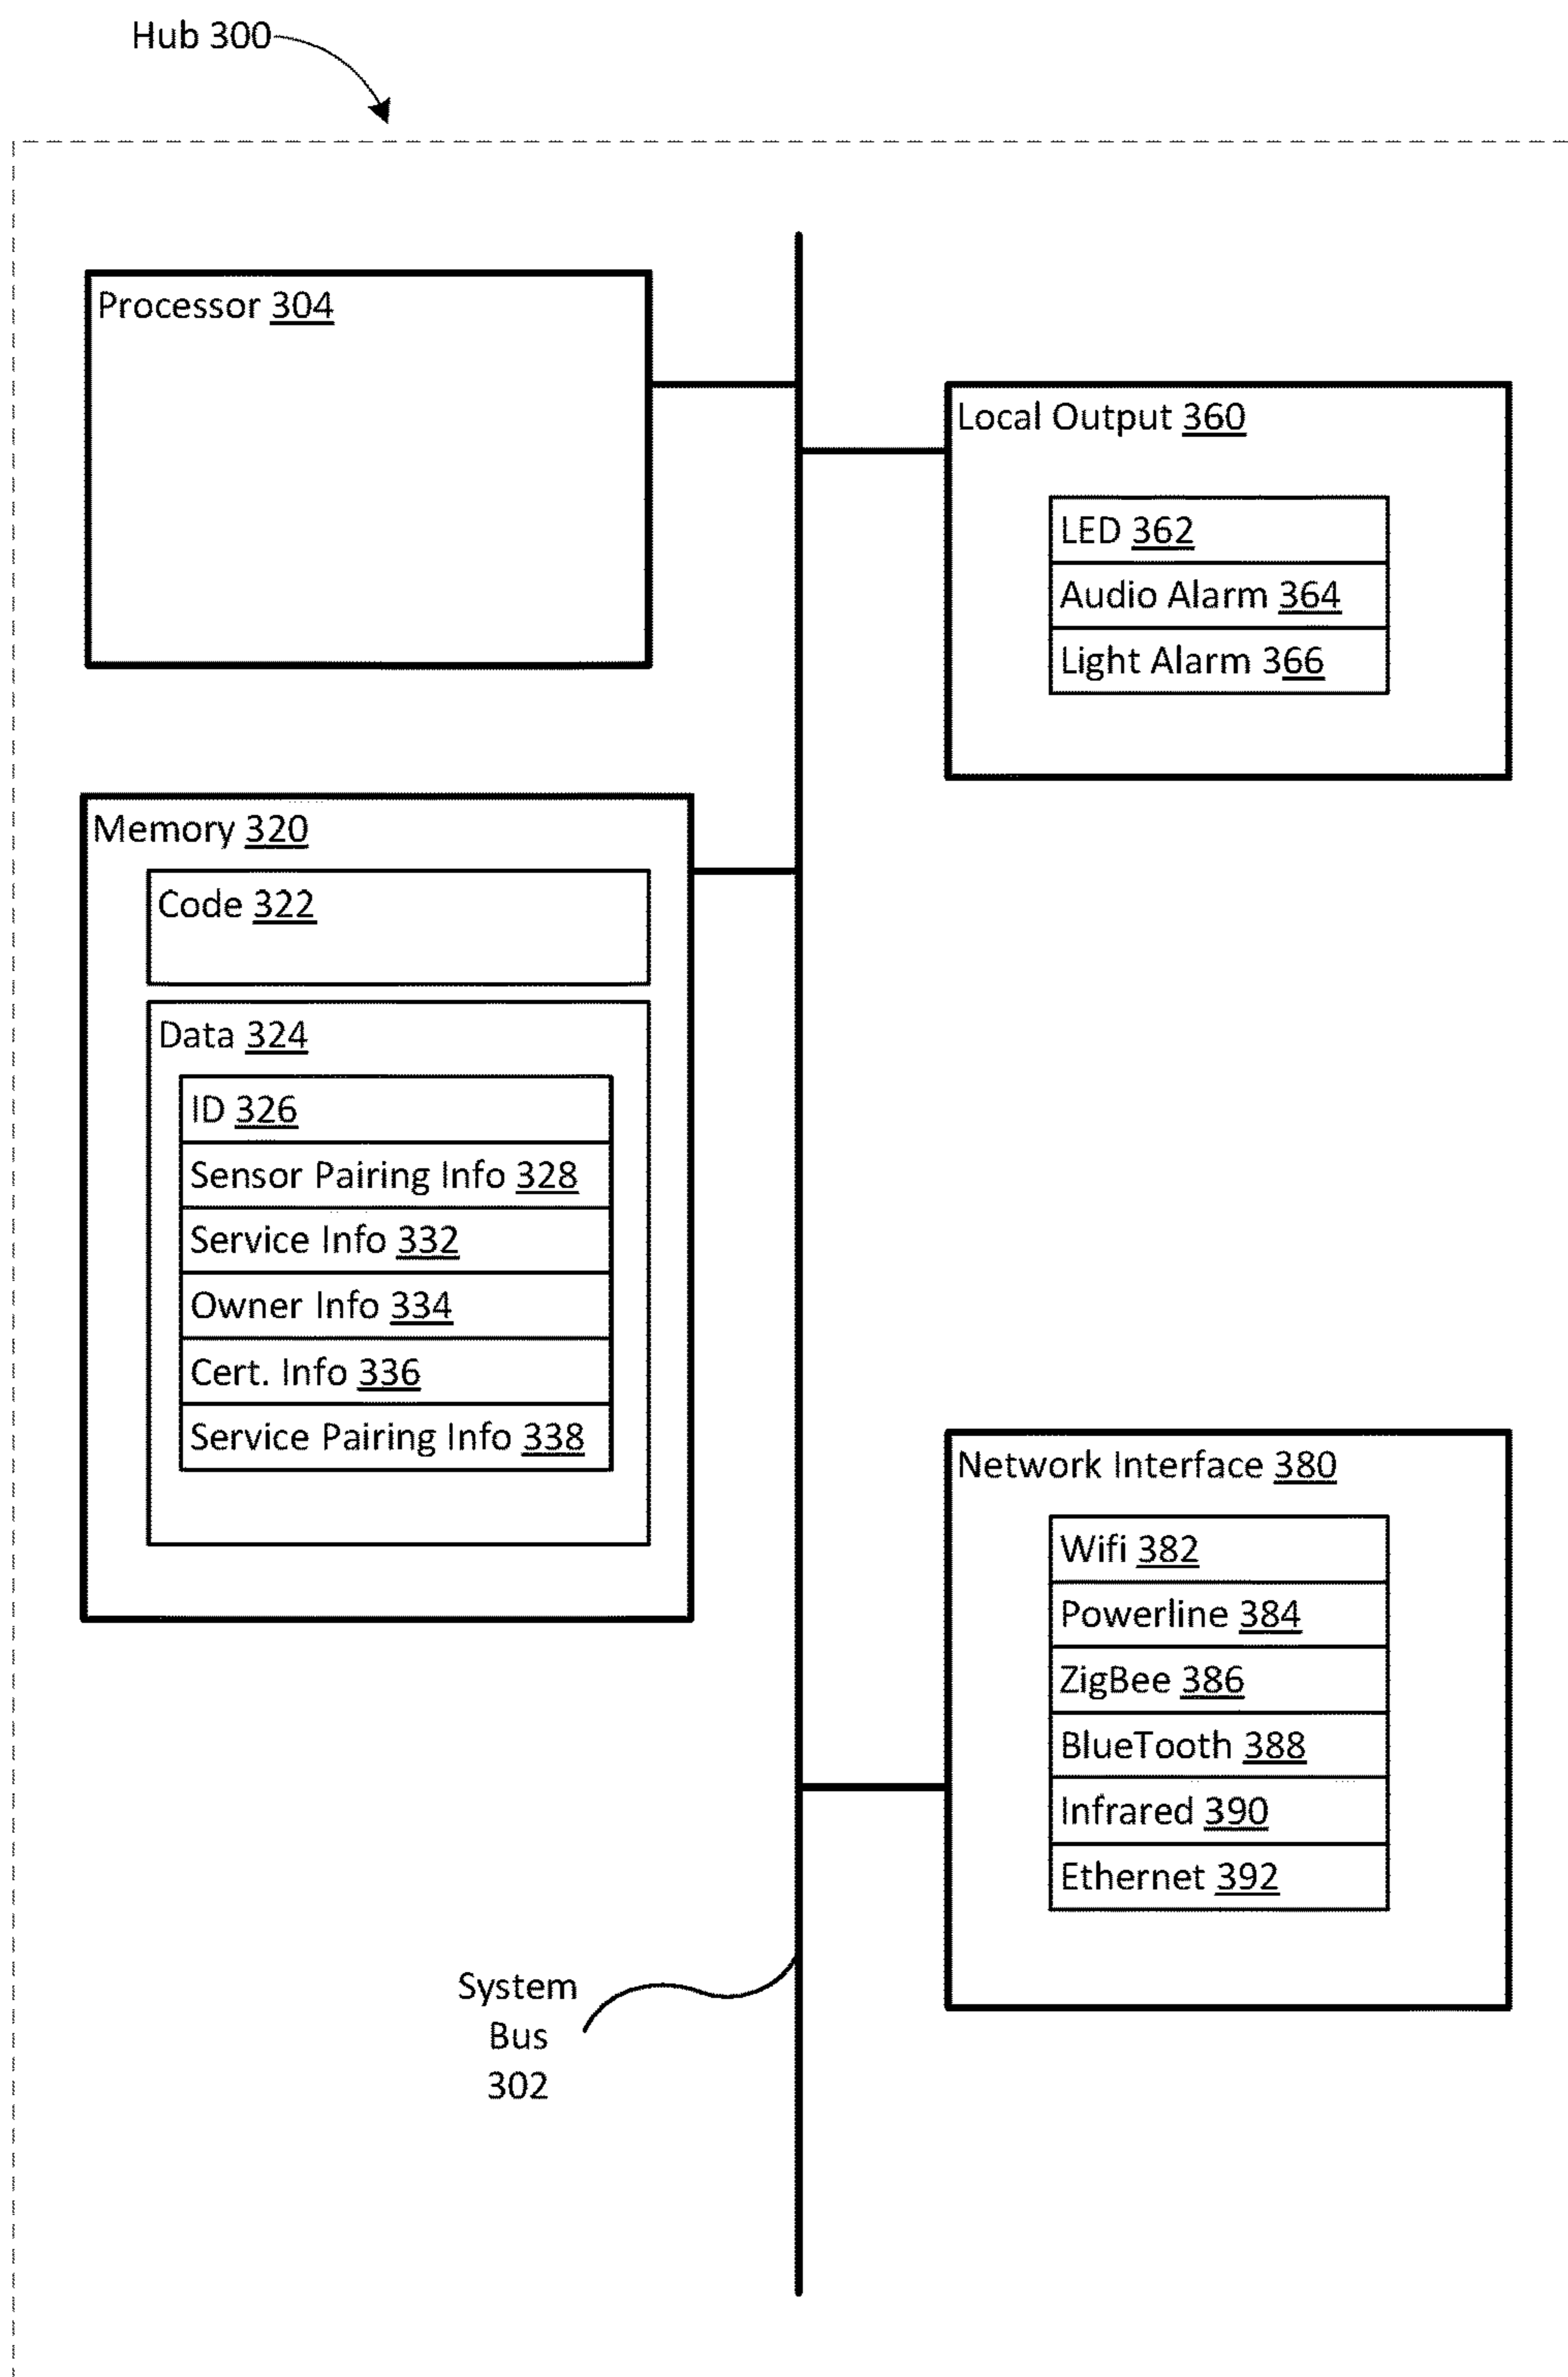 Hub 300
Processor 304
Local Output 360
LED 362
Audio Alarm 364
Light Alarm 366
Memory 320
Code 322
Data 324
ID 326
Sensor Pairing Info 328
Service Info 332
Owner Info 334
Cert. Info 336
Service Pairing Info 338
Network Interface 380
Wifi 382
Powerline 384
ZigBee 386
BlueTooth 388
Infrared 390
Ethernet 392
System
Bus
302